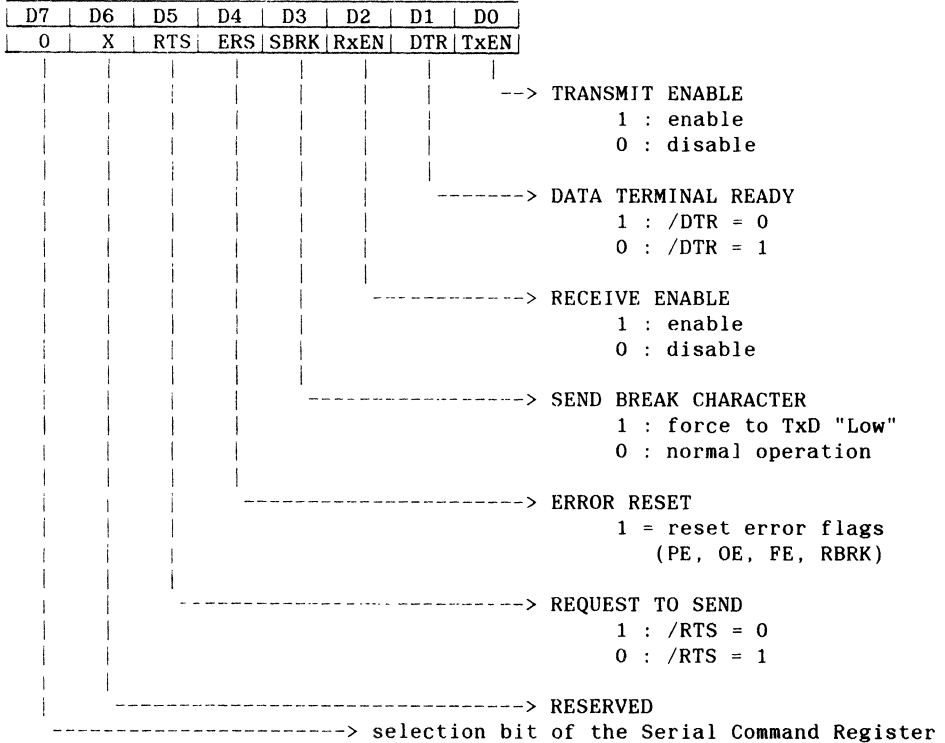 D7 | D6 | D5 | D4 | D3 | D2 | D1 | D0
0 | X | RTS | ERS | SBRK | RxEN | DTR | TxEN
--> TRANSMIT ENABLE
1 : enable
0 : disable
-------> DATA TERMINAL READY
1 : /DTR = 0
0 : /DTR = 1
------------> RECEIVE ENABLE
1 : enable
0 : disable
-----------------> SEND BREAK CHARACTER
1 : force to TxD "Low"
0 : normal operation
----------------------> ERROR RESET
1 = reset error flags
(PE, OE, FE, RBRK)
---------------------------> REQUEST TO SEND
1 : /RTS = 0
0 : /RTS = 1
--------------------------------> RESERVED
-----------------------> selection bit of the Serial Command Register